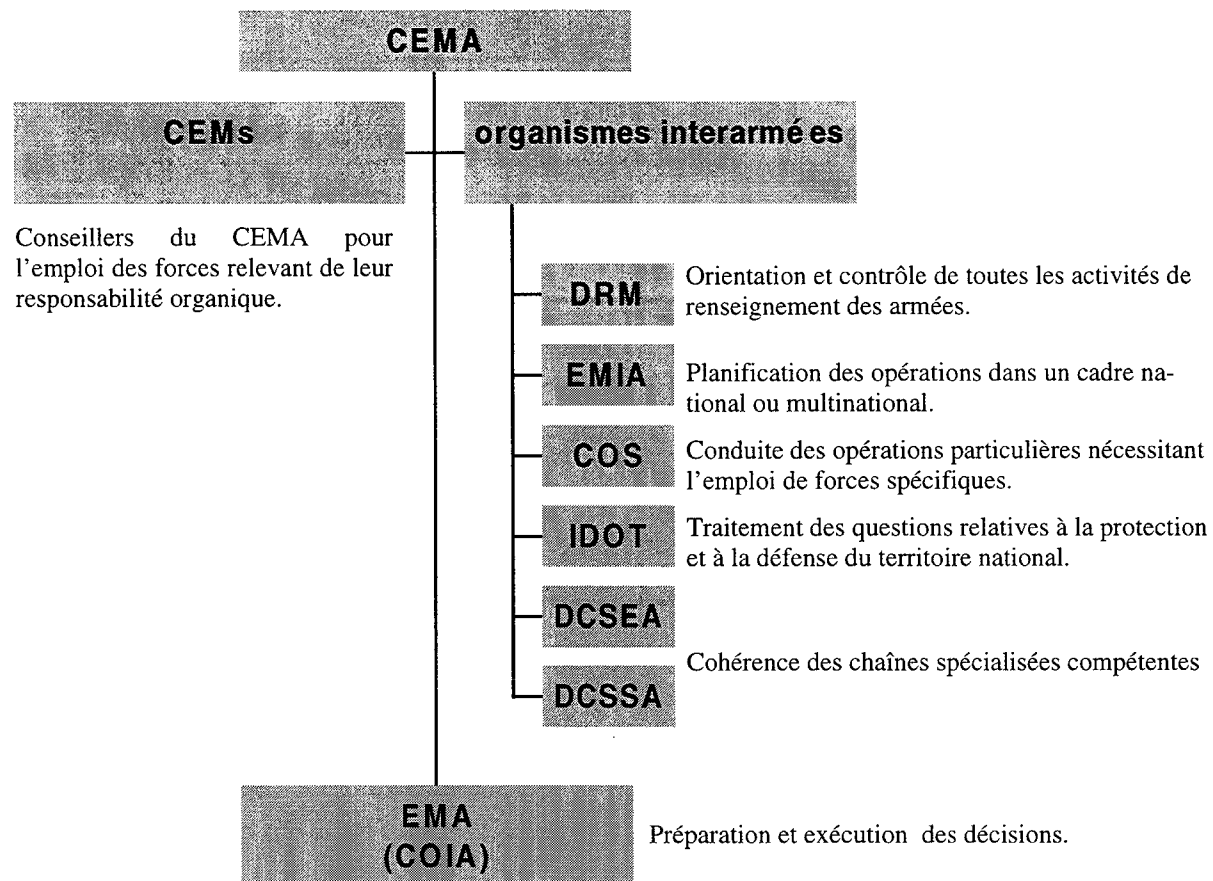 CEMA
CEMs
organismes interarmées
Conseillers du CEMA pour
l'emploi des forces relevant de leur
responsabilité organique.
DRM
Orientation et contrôle de toutes les activités de
renseignement des armées.
EMIA
Planification des opérations dans un cadre na-
tional ou multinational.
COS
Conduite des opérations particulières nécessitant
l'emploi de forces spécifiques.
IDOT
Traitement des questions relatives à la protection
et à la défense du territoire national.
DCSEA
Cohérence des chaînes spécialisées compétentes
DCSSA
EMA
(COIA)
Préparation et exécution des décisions.